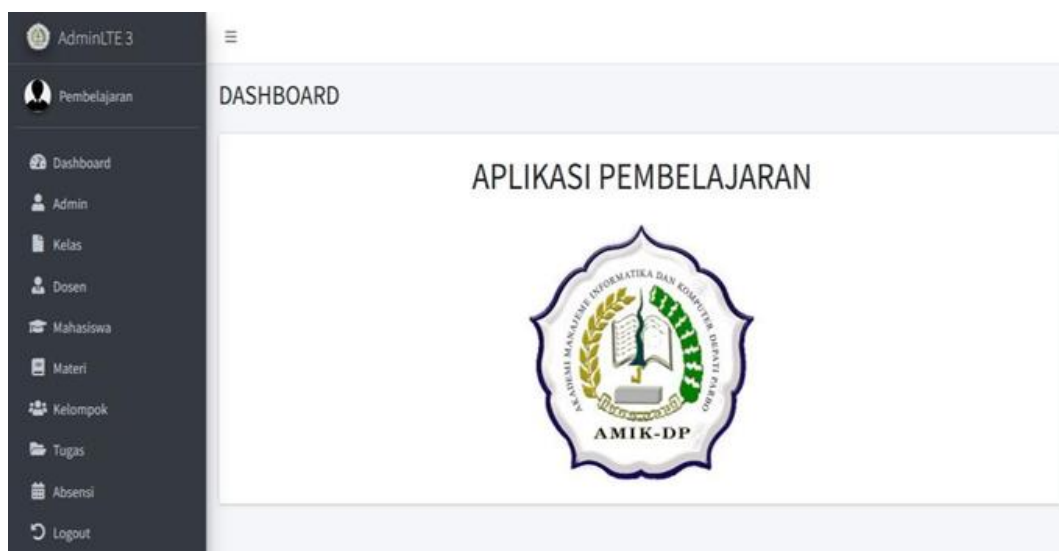 AdminLTE 3
Pembelajaran
Dashboard
Admin
Kelas
Dosen
Mahasiswa
Materi
Kelompok
Tugas
Absensi
Logout
DASHBOARD
APLIKASI PEMBELAJARAN
AKADEMI MANAJEME INFORMATIKA DAN KOMPUTER DEPATI PARBO
AMIK-DP